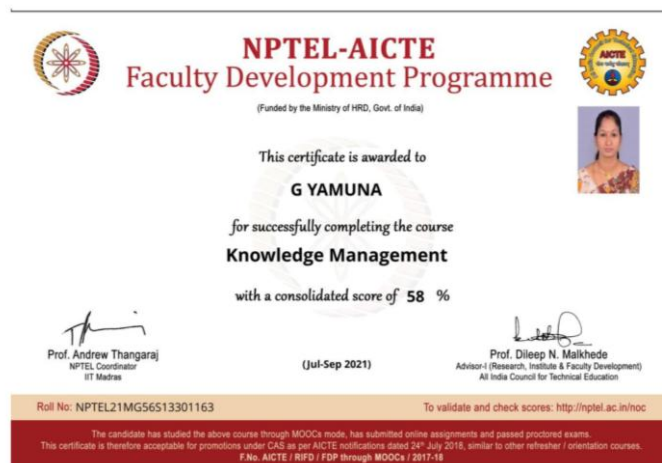 NPTEL-AICTE
Faculty Development Programme
(Funded by the Ministry of HRD, Govt. of India)
AICTE
This certificate is awarded to
G YAMUNA
for successfully completing the course
Knowledge Management
with a consolidated score of 58 %
Prof. Andrew Thangaraj
NPTEL Coordinator
IIT Madras
(Jul-Sep 2021)
Prof. Dileep N. Malkhede
Advisor-I (Research, Institute & Faculty Development)
All India Council for Technical Education
Roll No: NPTEL21MG56S13301163
To validate and check scores: http://nptel.ac.in/noc
The candidate has studied the above course through MOOCs mode, has submitted online assignments and passed proctored exams.
This certificate is therefore acceptable for promotions under CAS as per AICTE notifications dated 24th July 2018, similar to other refresher / orientation courses.
F.No. AICTE / RIFD / FDP through MOOCs / 2017-18